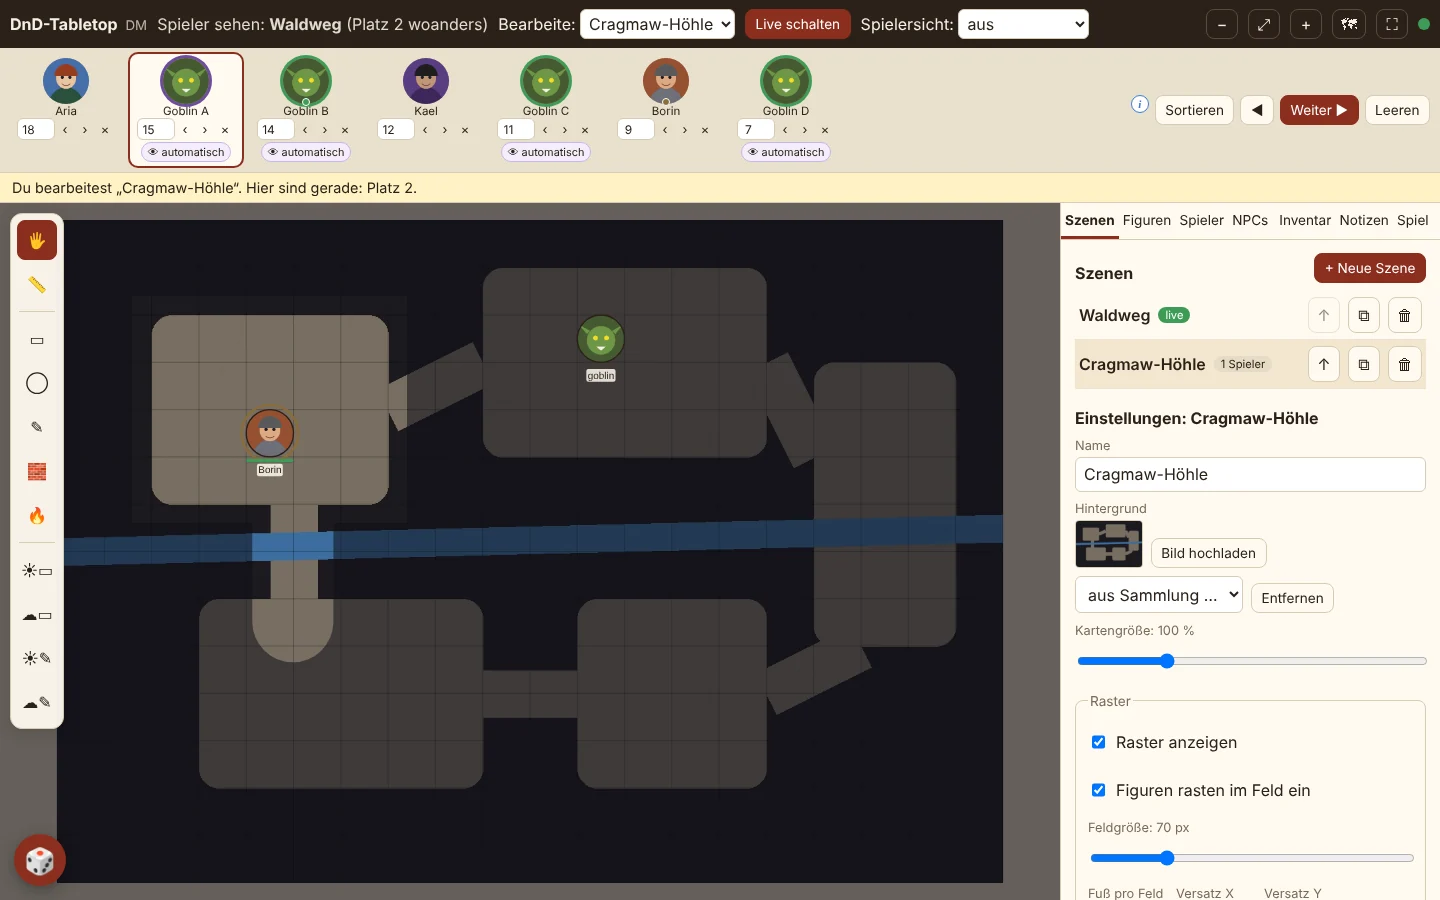 DnD-Tabletop DM Spieler sehen: Waldweg (Platz 2 woanders) Bearbeite: Cragmaw-Höhle Live schalten Spielersicht: aus
Aria Goblin A Goblin B Kael Goblin C Borin Goblin D
18 15 14 12 11 9 7
automatisch automatisch automatisch automatisch
Sortieren ◀ Weiter ▶ Leeren
Du bearbeitest „Cragmaw-Höhle“. Hier sind gerade: Platz 2.
goblin
Borin
Szenen Figuren Spieler NPCs Inventar Notizen Spiel
Szenen + Neue Szene
Waldweg live
Cragmaw-Höhle 1 Spieler
Einstellungen: Cragmaw-Höhle
Name
Cragmaw-Höhle
Hintergrund
Bild hochladen
aus Sammlung ... Entfernen
Kartengröße: 100 %
Raster
Raster anzeigen
Figuren rasten im Feld ein
Feldgröße: 70 px
Fuß pro Feld Versatz X Versatz Y